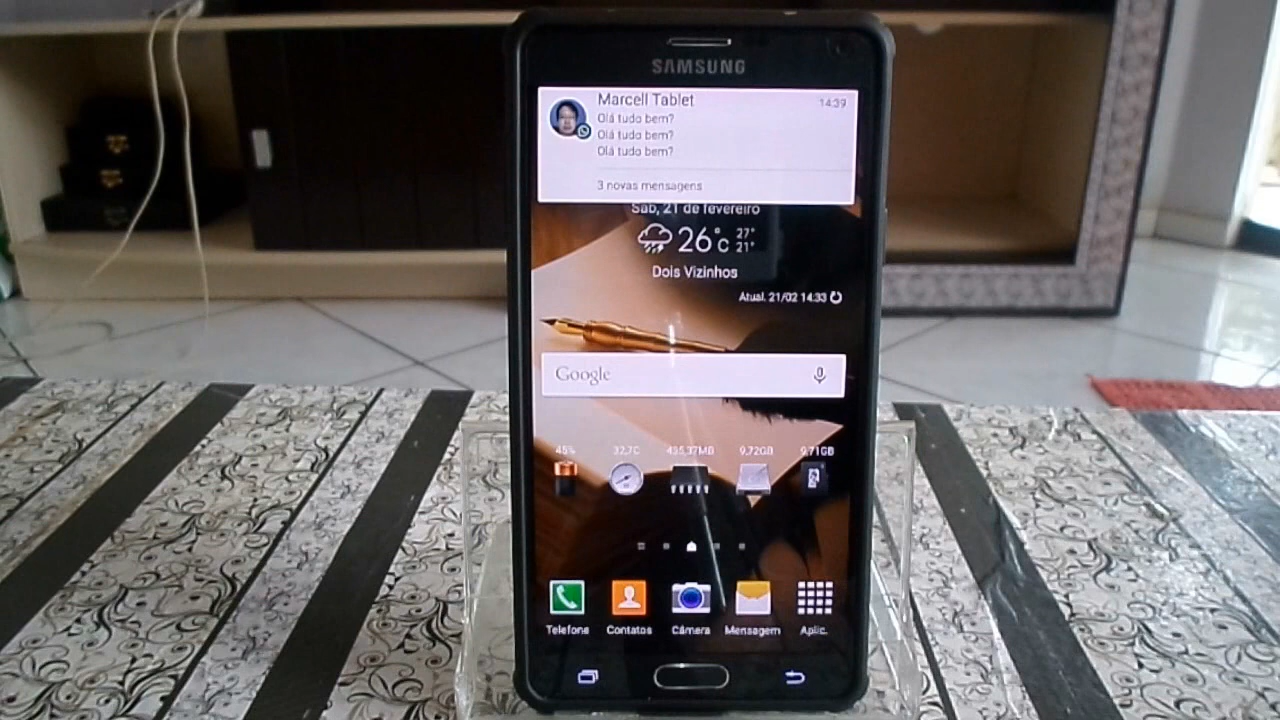 SAMSUNG
Marcell Tablet 14:39
Olá tudo bem?
Olá tudo bem?
Olá tudo bem?
3 novas mensagens
Sáb, 21 de fevereiro
26°C 27° 21°
Dois Vizinhos
Atual. 21/02 14:33
Google
45% 32,7C 435,37MB 9,72GB 9,71GB
Telefone Contatos Câmera Mensagem Aplic.